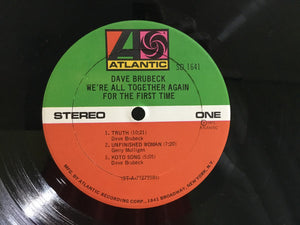 ATLANTIC
SD 1641
DAVE BRUBECK
WE'RE ALL TOGETHER AGAIN
FOR THE FIRST TIME
STEREO
ONE
1. TRUTH (10:21)
Dave Brubeck
2. UNFINISHED WOMAN (7:20)
Gerry Mulligan
3. KOTO SONG (5:05)
Dave Brubeck
MFG. BY ATLANTIC RECORDING CORP., 1841 BROADWAY, NEW YORK, N.Y.